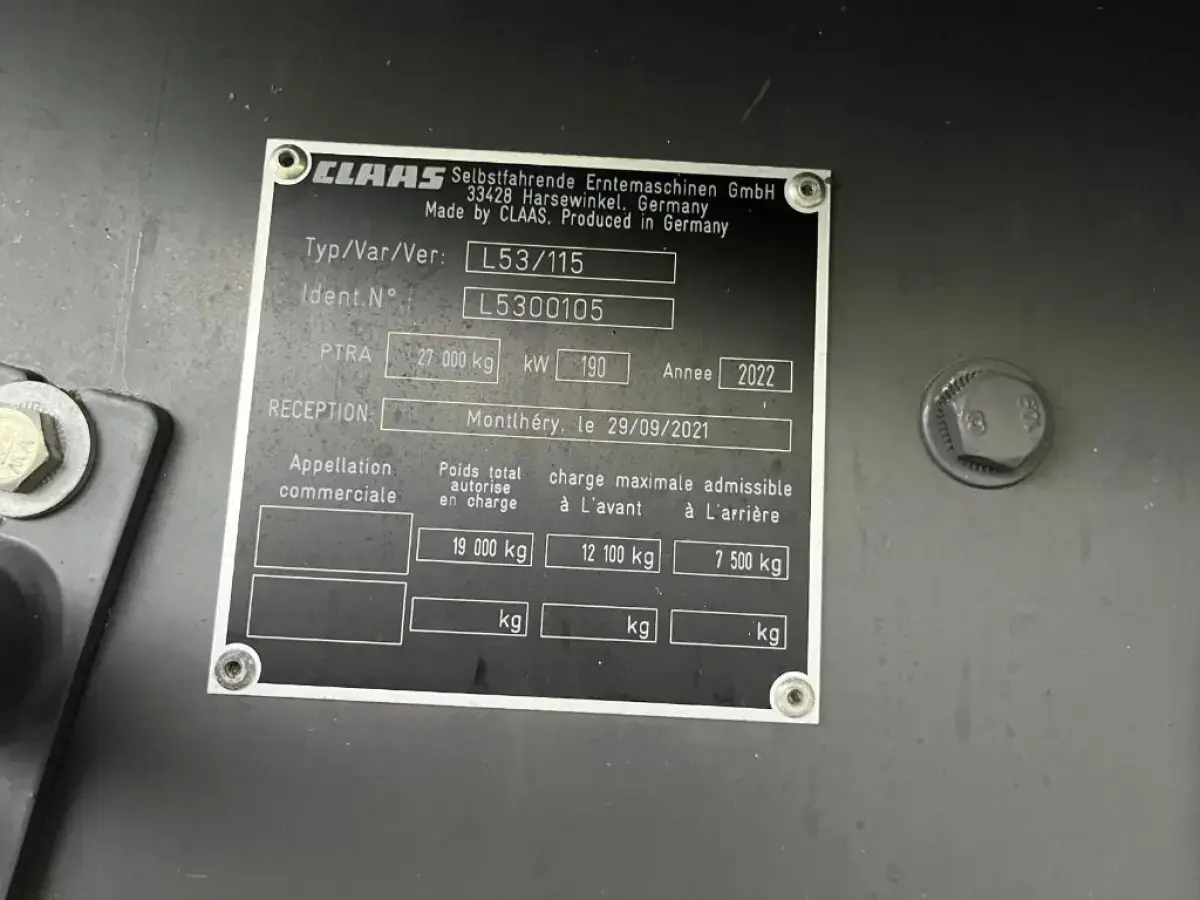 CLAAS Selbstfahrende Erntemaschinen GmbH
33428 Harsewinkel, Germany
Made by CLAAS, Produced in Germany
Typ/Var/Ver: L53/115
Ident.N° : L5300105
PTRA 27 000 kg kW 190 Annee 2022
RECEPTION: Montlhéry, le 29/09/2021
Appellation commerciale
Poids total autorise en charge
charge maximale admissible
à L'avant à L'arrière
19 000 kg 12 100 kg 7 500 kg
kg kg kg